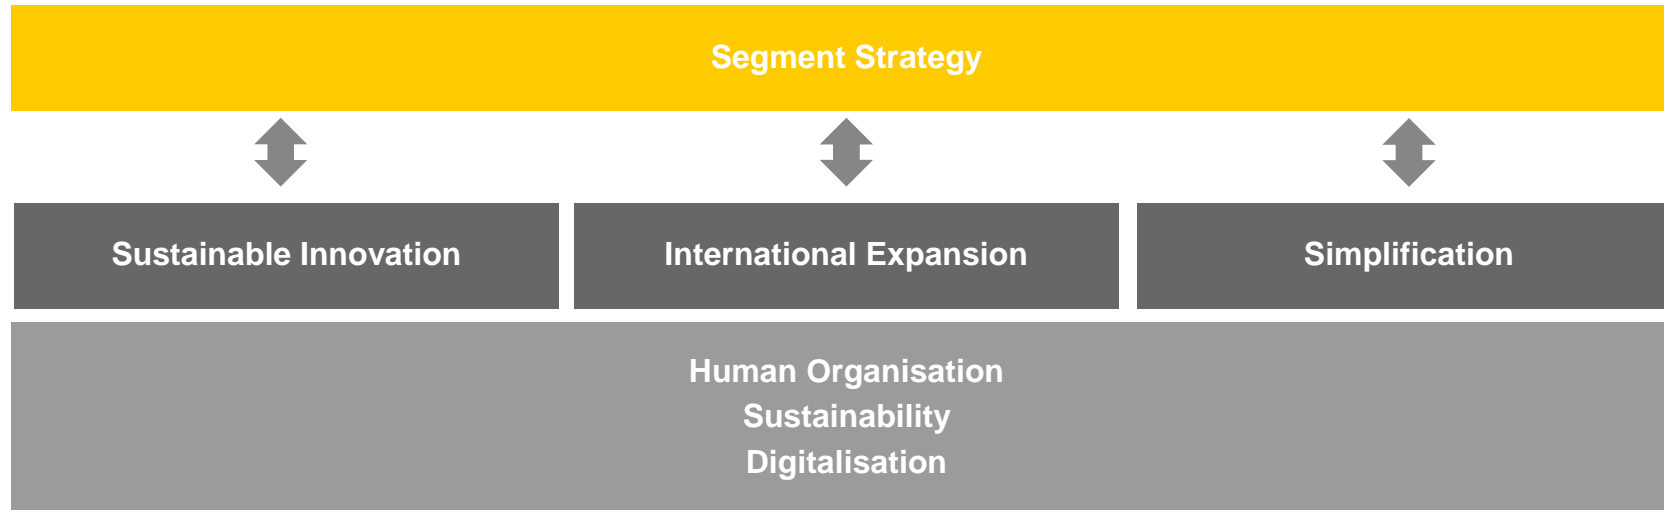 Segment Strategy
Sustainable Innovation
International Expansion
Simplification
Human Organisation
Sustainability
Digitalisation